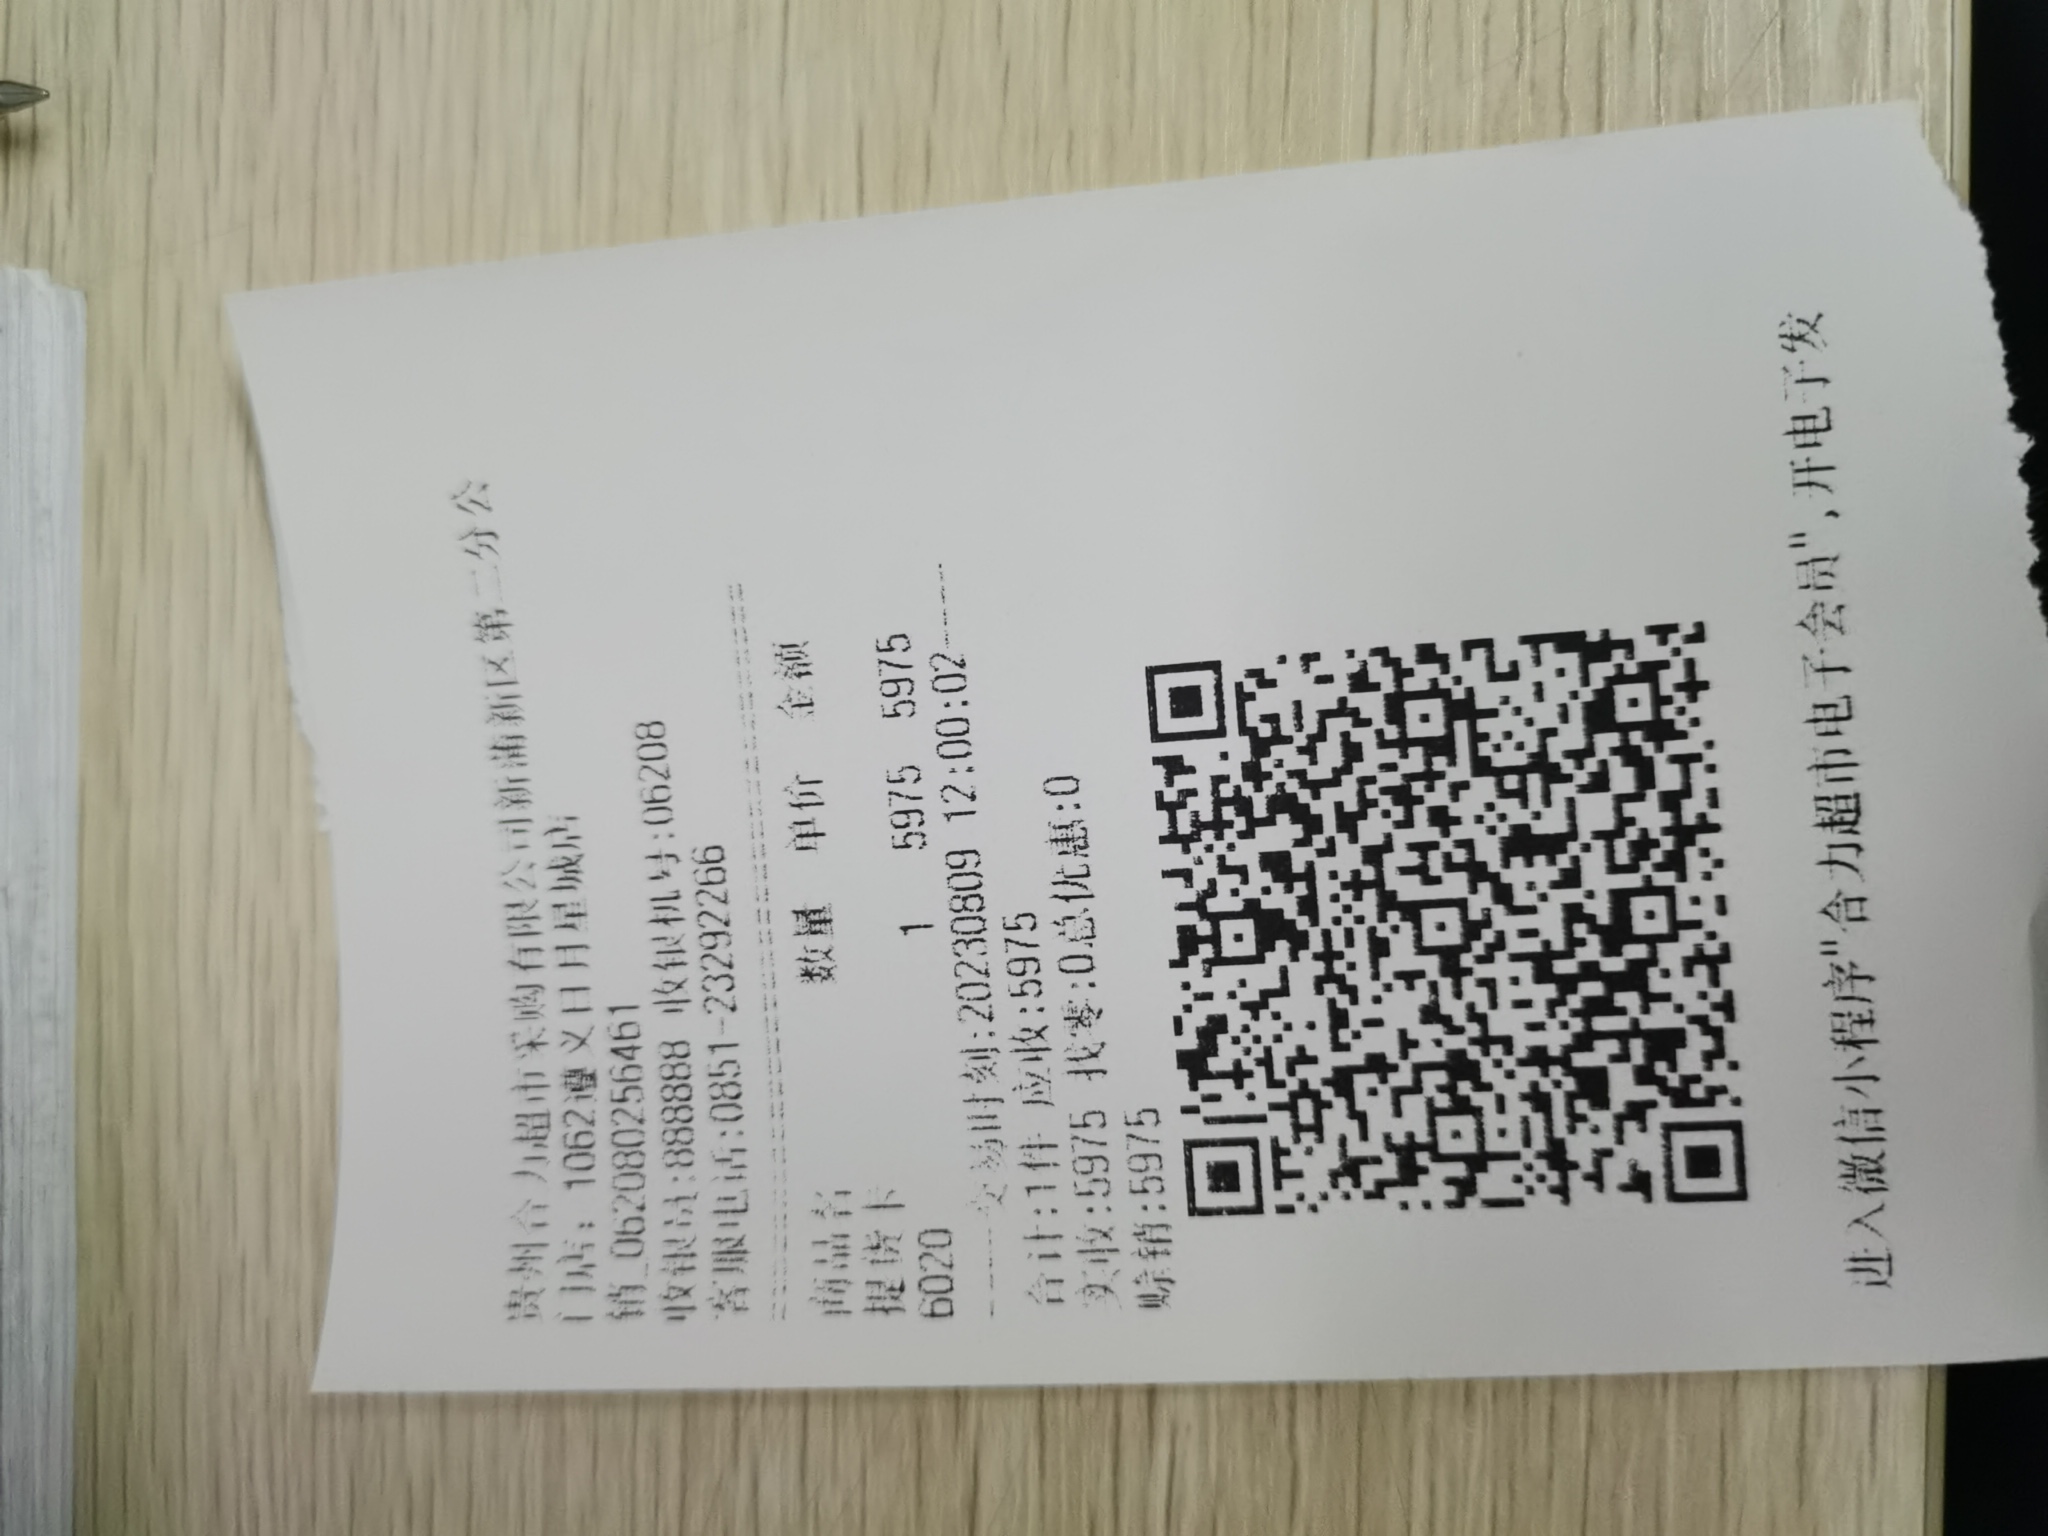 贵州合力超市采购有限公司新蒲新区第二分公
门店: 1062遵义日月星城店
销_062080256461
收银员:888888 收银机号:06208
客服电话:0851-23292266
商品名 数量 单价 金额
提货卡
6020 1 5975 5975
-----交易时刻:20230809 12:00:02-----
合计:1件 应收:5975
实收:5975 找零:0总优惠:0
赊销:5975
进入微信小程序"合力超市电子会员",开电子发